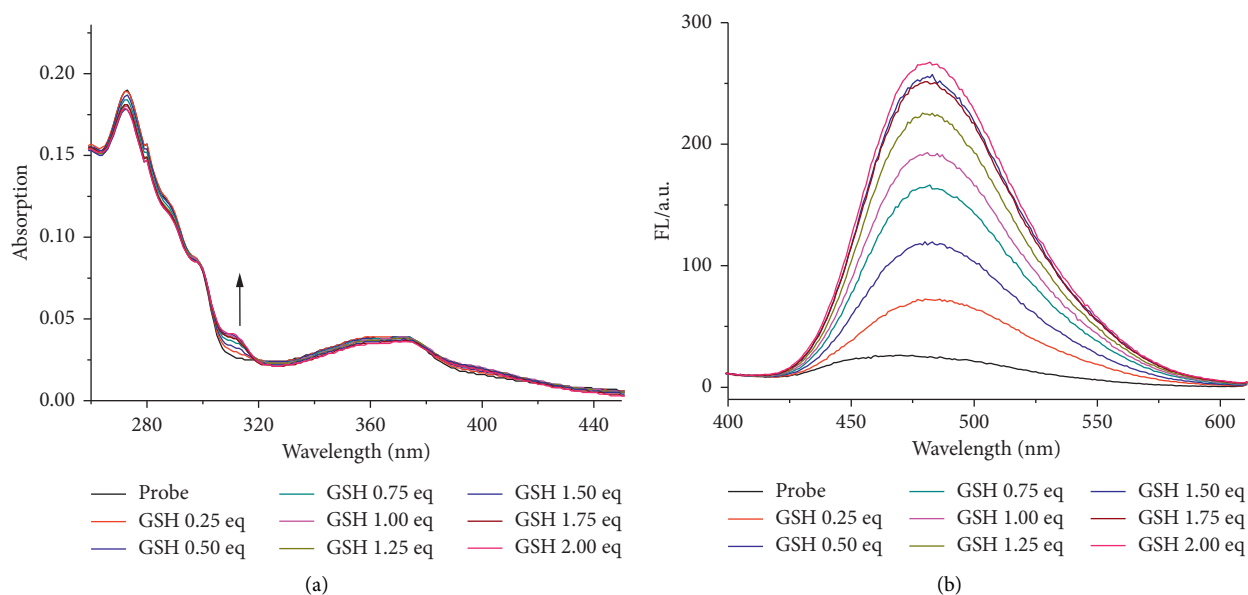 0.20
0.15
0.10
0.05
0.00
Absorption
280 320 360 400 440
Wavelength (nm)
Probe GSH 0.75 eq GSH 1.50 eq
GSH 0.25 eq GSH 1.00 eq GSH 1.75 eq
GSH 0.50 eq GSH 1.25 eq GSH 2.00 eq
(a)
300
200
100
0
FL/a.u.
400 450 500 550 600
Wavelength (nm)
Probe GSH 0.75 eq GSH 1.50 eq
GSH 0.25 eq GSH 1.00 eq GSH 1.75 eq
GSH 0.50 eq GSH 1.25 eq GSH 2.00 eq
(b)